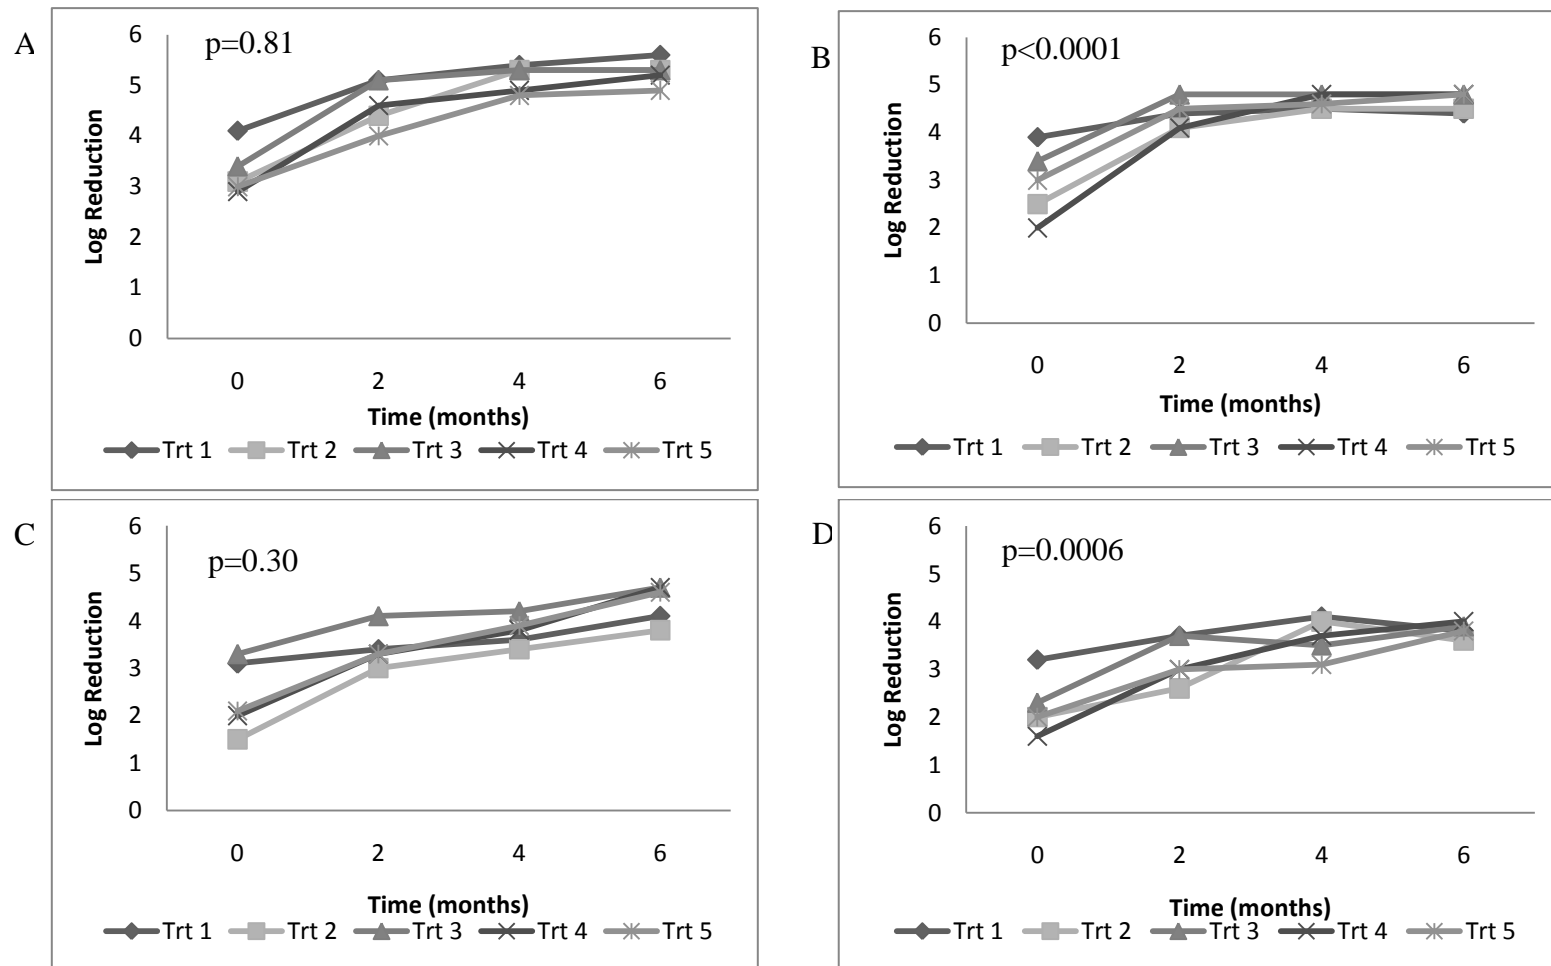 A
p=0.81
Log Reduction
6
5
4
3
2
1
0
0 2 4 6
Time (months)
Trt 1 Trt 2 Trt 3 Trt 4 Trt 5
B
p<0.0001
Log Reduction
6
5
4
3
2
1
0
0 2 4 6
Time (months)
Trt 1 Trt 2 Trt 3 Trt 4 Trt 5
C
p=0.30
Log Reduction
6
5
4
3
2
1
0
0 2 4 6
Time (months)
Trt 1 Trt 2 Trt 3 Trt 4 Trt 5
D
p=0.0006
Log Reduction
6
5
4
3
2
1
0
0 2 4 6
Time (months)
Trt 1 Trt 2 Trt 3 Trt 4 Trt 5